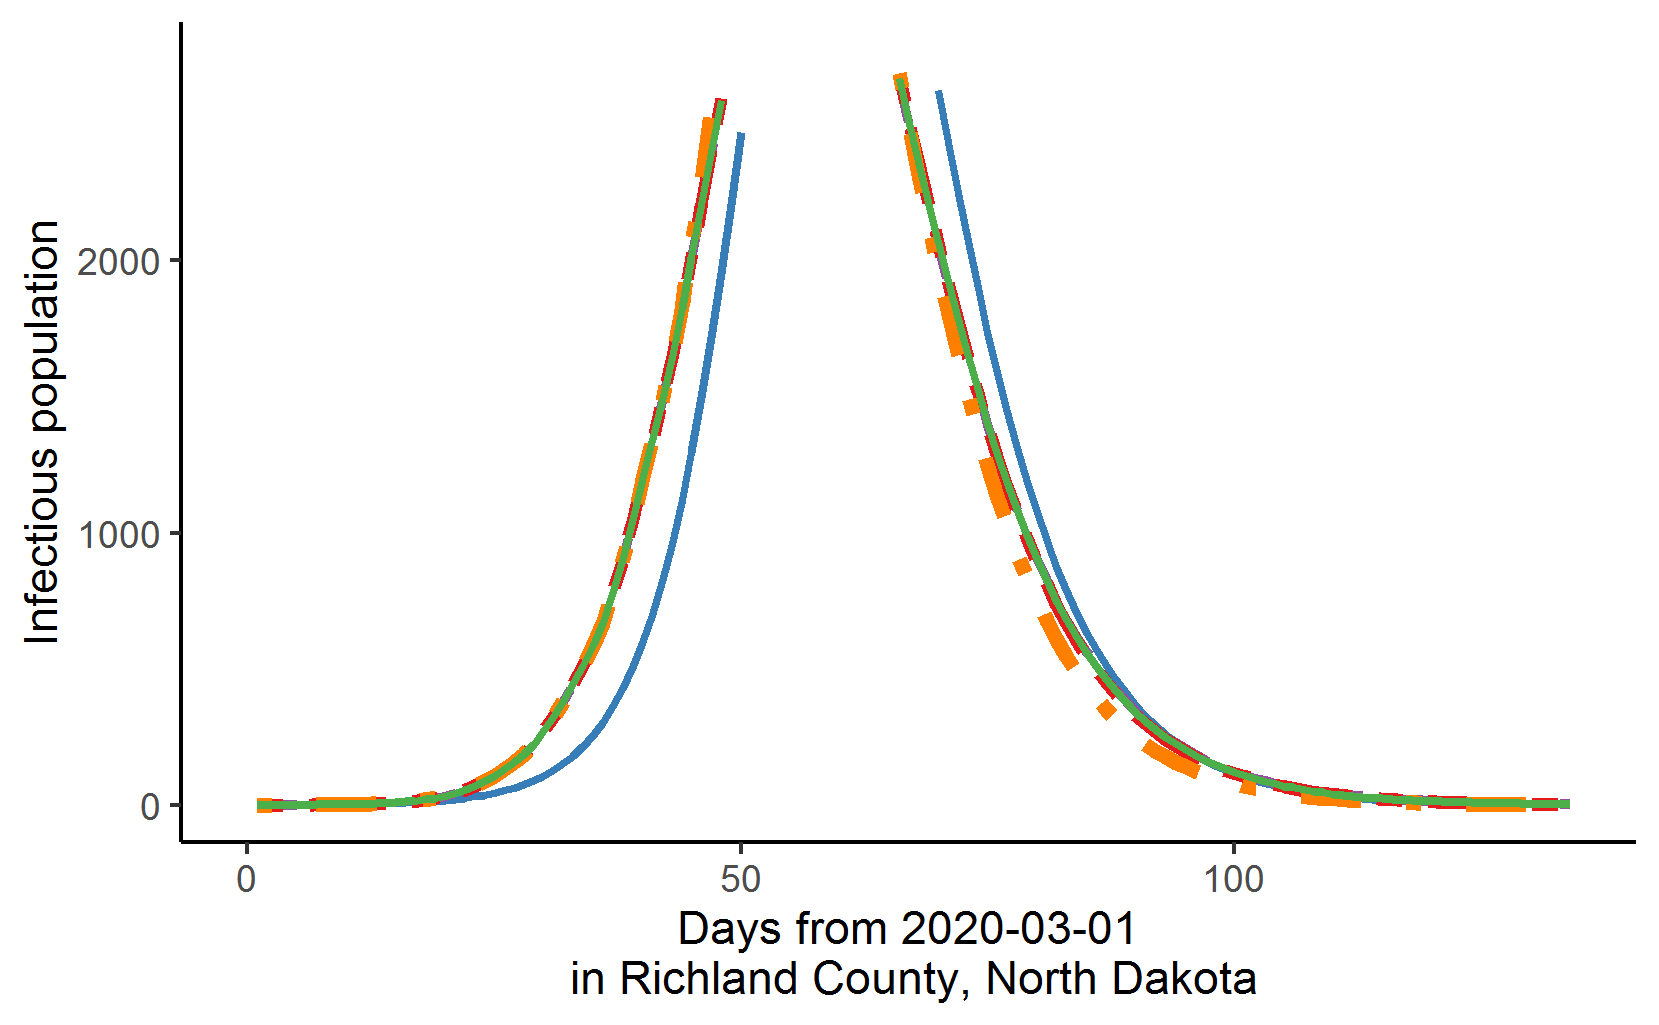 Infectious population
2000
1000
0
0 50 100
Days from 2020-03-01
in Richland County, North Dakota